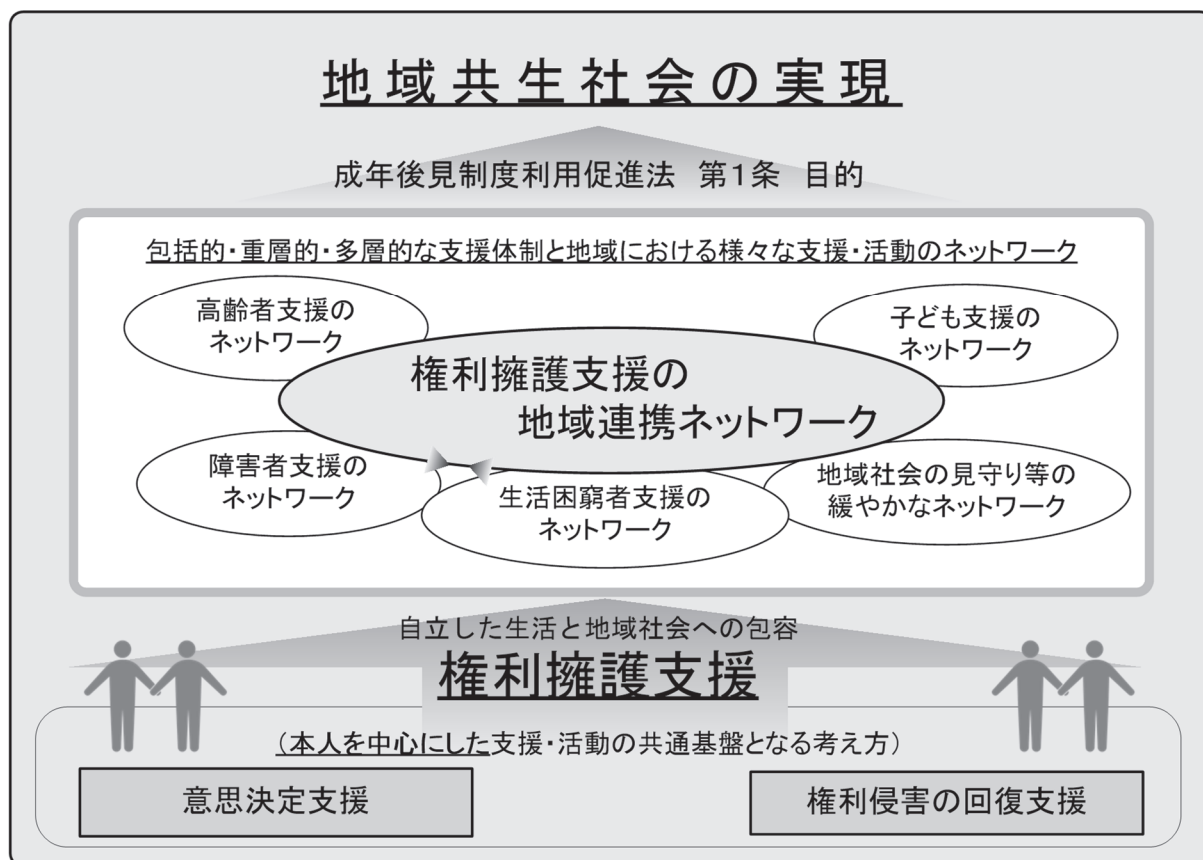 地域共生社会の実現
成年後見制度利用促進法 第1条 目的
包括的・重層的・多層的な支援体制と地域における様々な支援・活動のネットワーク
高齢者支援の
ネットワーク
子ども支援の
ネットワーク
権利擁護支援の
地域連携ネットワーク
障害者支援の
ネットワーク
生活困窮者支援の
ネットワーク
地域社会の見守り等の
緩やかなネットワーク
自立した生活と地域社会への包容
権利擁護支援
（本人を中心にした支援・活動の共通基盤となる考え方）
意思決定支援
権利侵害の回復支援